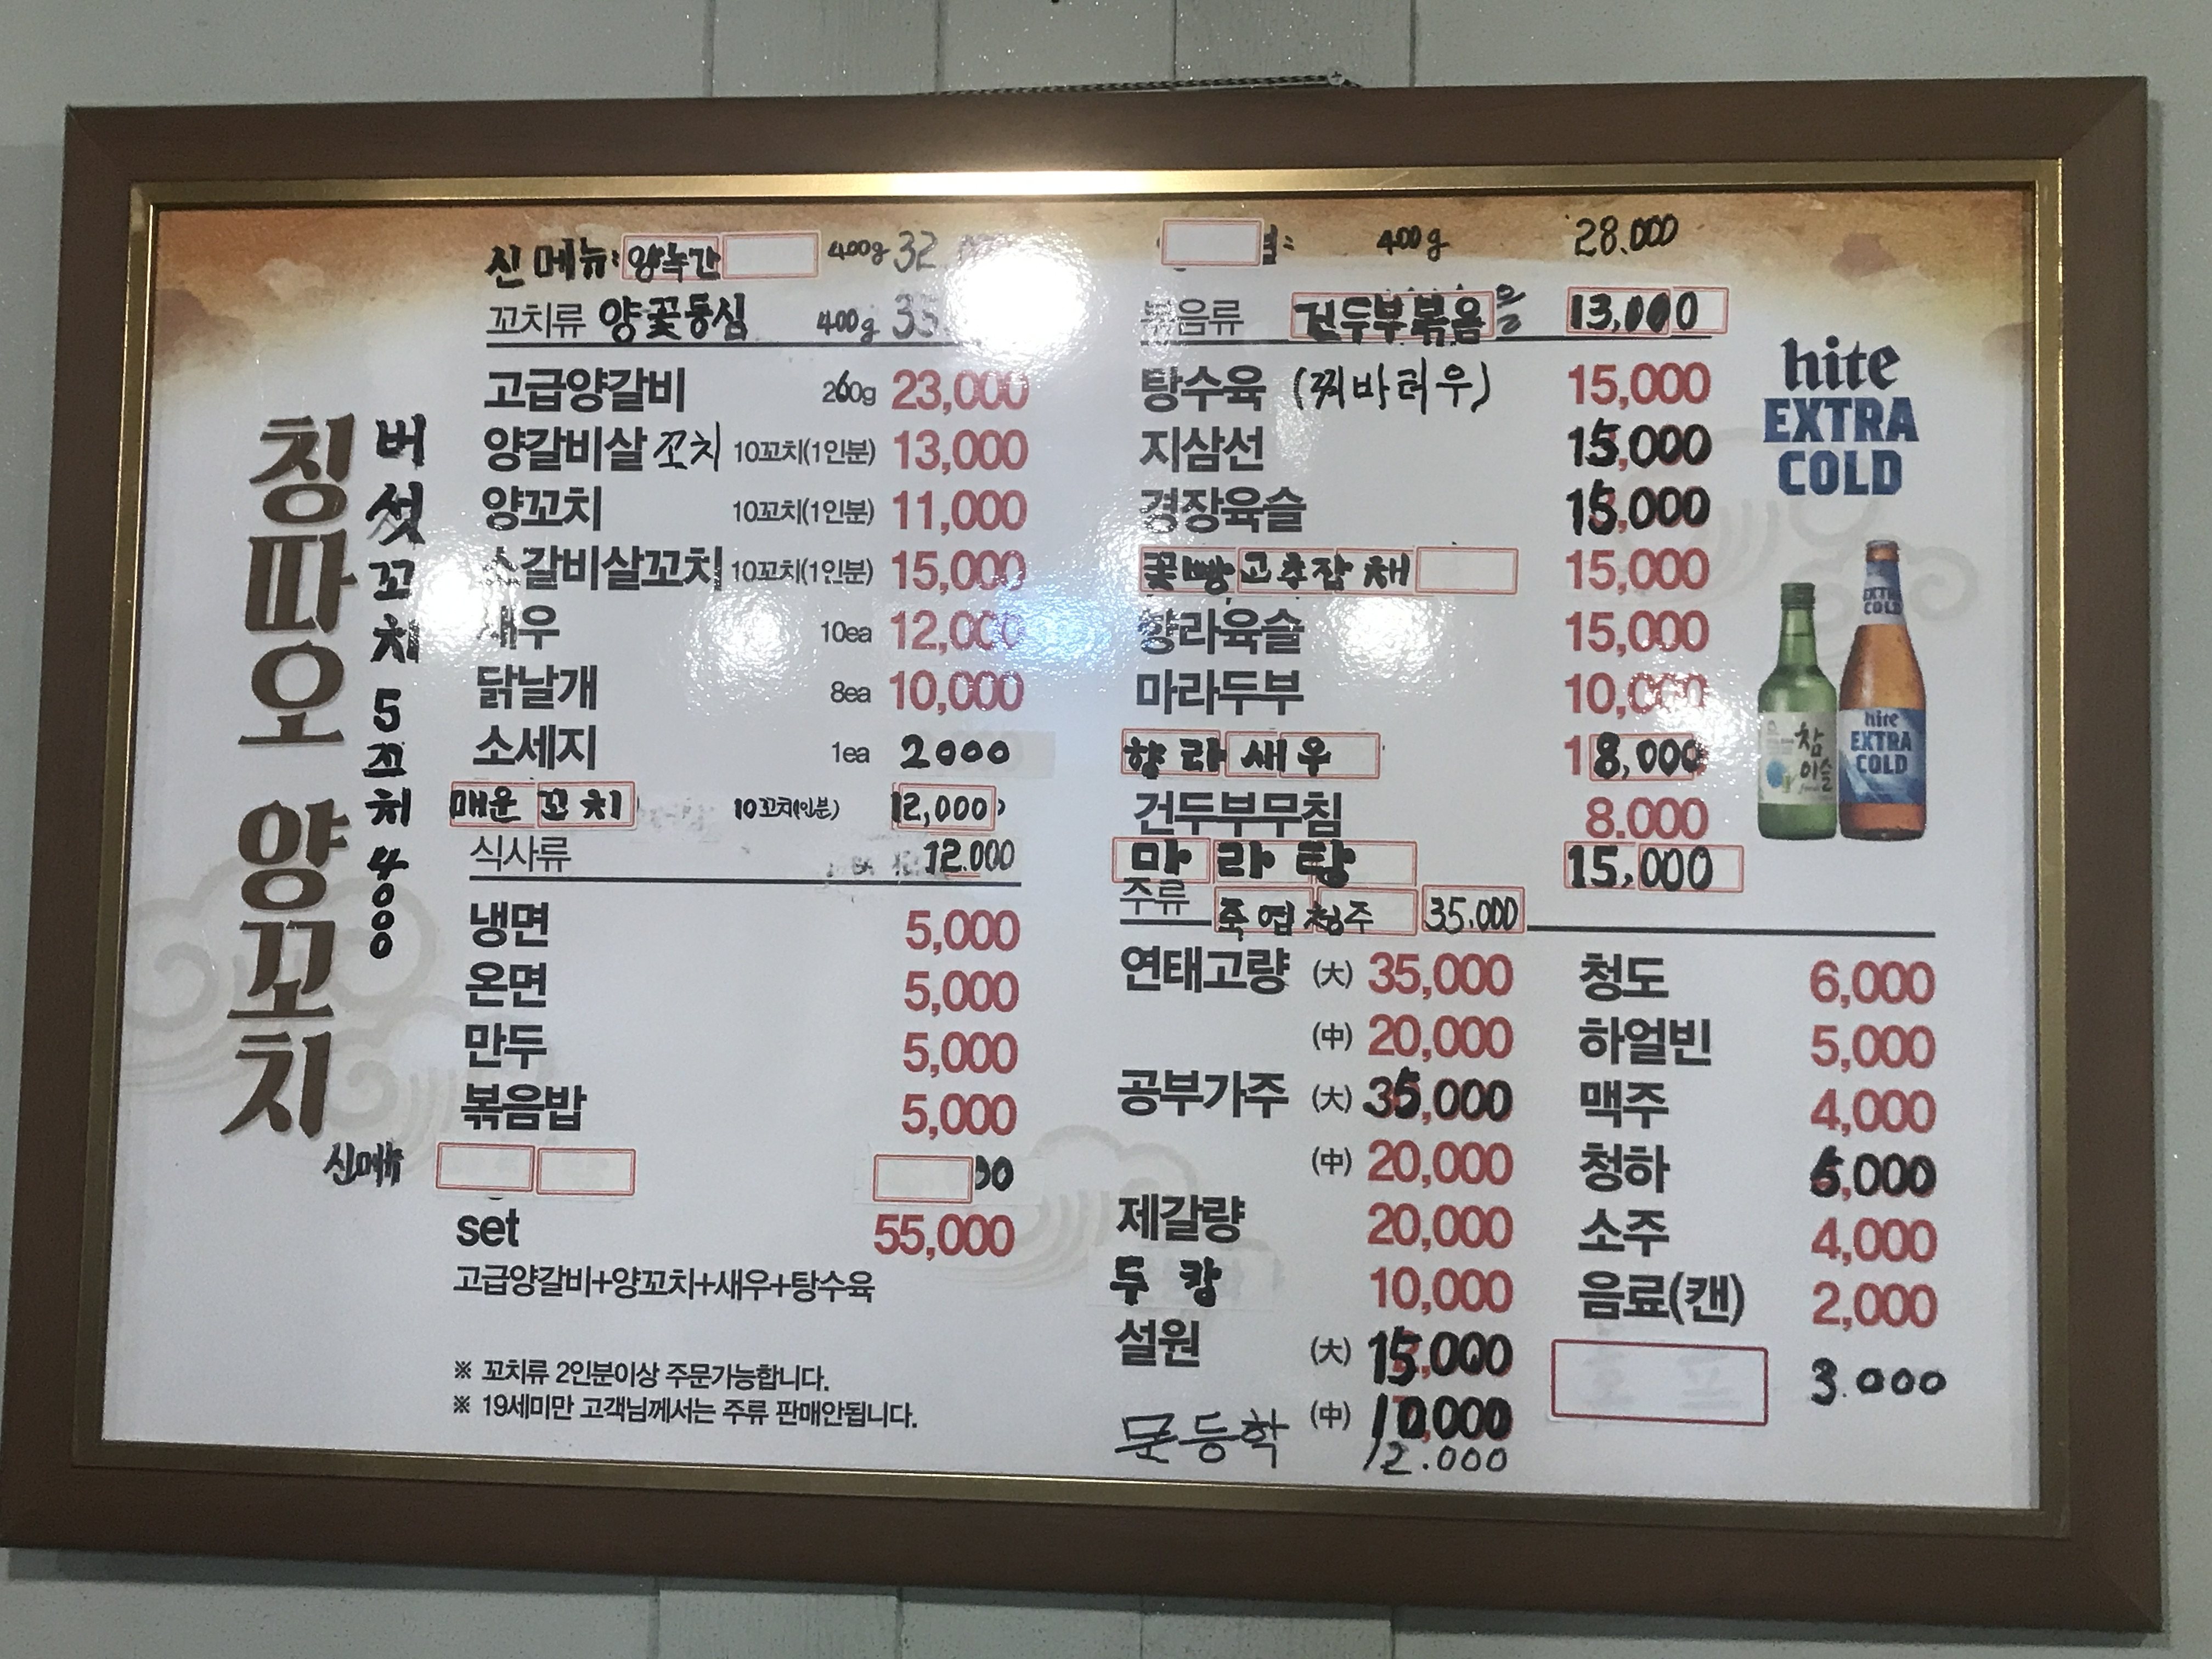 칭따오 양꼬치
버섯꼬치 5꼬치 4000
신메뉴: 400g 32
꼬치류 양꽃등심 400g
고급양갈비 260g 23,000
양갈비살 꼬치 10꼬치(1인분) 13,000
양꼬치 10꼬치(1인분) 11,000
소갈비살꼬치 10꼬치(1인분) 15,000
새우 10ea 12,000
닭날개 8ea 10,000
소세지 1ea 2000
매운 꼬치 10꼬치(1인분) 12,000
식사류 12.000
냉면 5,000
온면 5,000
만두 5,000
볶음밥 5,000
신메뉴
set 55,000
고급양갈비+양꼬치+새우+탕수육
※ 꼬치류 2인분이상 주문가능합니다.
※ 19세미만 고객님께서는 주류 판매안됩니다.
400g 28.000
볶음류 건두부볶음 13,000
탕수육 (꿔바러우) 15,000
지삼선 15,000
경장육슬 15,000
꽃빵고추잡채 15,000
향라육슬 15,000
마라두부 10,000
향라새우 18,000
건두부무침 8.000
마라탕 15,000
주류 죽엽청주 35.000
연태고량 (大) 35,000
(中) 20,000
공부가주 (大) 35,000
(中) 20,000
제갈량 20,000
두캉 10,000
설원 (大) 15,000
(中) 10,000
문등학 12.000
청도 6,000
하얼빈 5,000
맥주 4,000
청하 5,000
소주 4,000
음료(캔) 2,000
3.000
hite
EXTRA
COLD
참이슬
EXTRA
COLD
hite
EXTRA
COLD